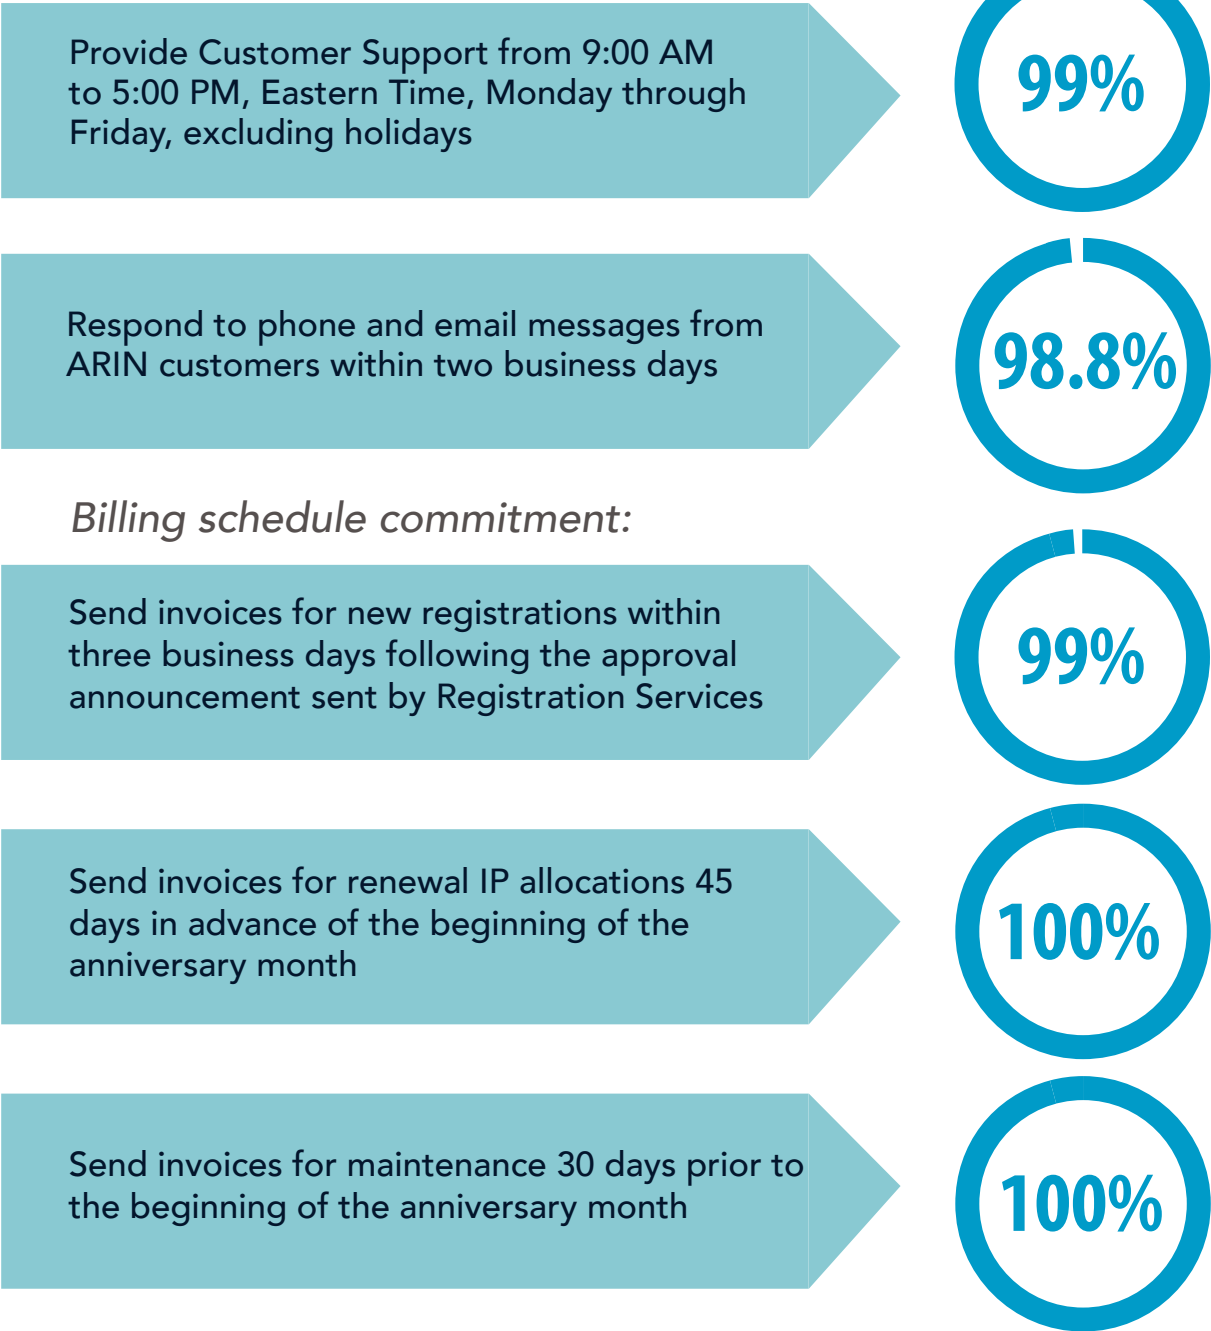 Provide Customer Support from 9:00 AM
to 5:00 PM, Eastern Time, Monday through
Friday, excluding holidays
99%
Respond to phone and email messages from
ARIN customers within two business days
98.8%
Billing schedule commitment:
Send invoices for new registrations within
three business days following the approval
announcement sent by Registration Services
99%
Send invoices for renewal IP allocations 45
days in advance of the beginning of the
anniversary month
100%
Send invoices for maintenance 30 days prior to
the beginning of the anniversary month
100%